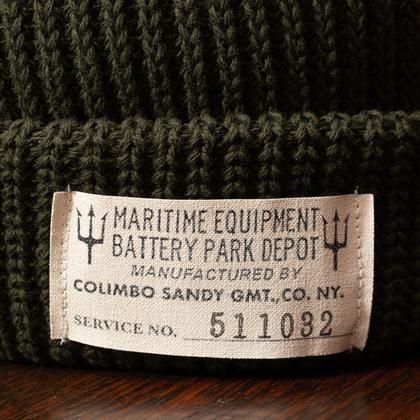 MARITIME EQUIPMENT
BATTERY PARK DEPOT
MANUFACTURED BY
COLIMBO SANDY GMT., CO. NY.
SERVICE NO. 511032